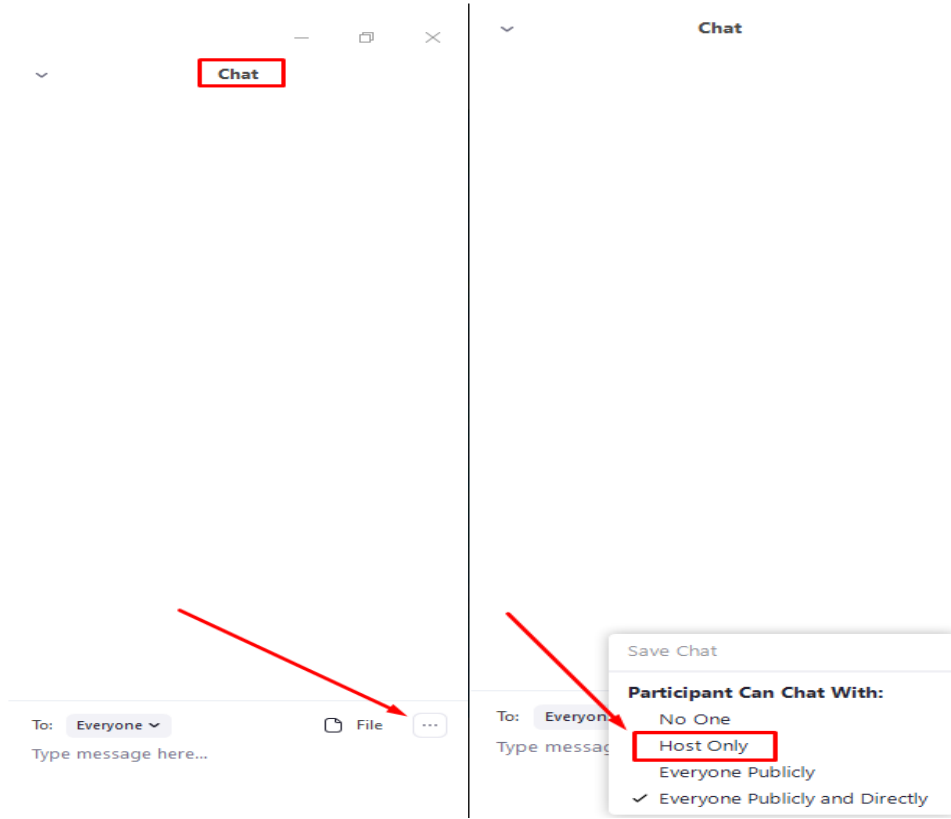 Chat
To: Everyone File ...
Type message here...
Chat
To: Everyon
Type messag
Save Chat
Participant Can Chat With:
No One
Host Only
Everyone Publicly
Everyone Publicly and Directly